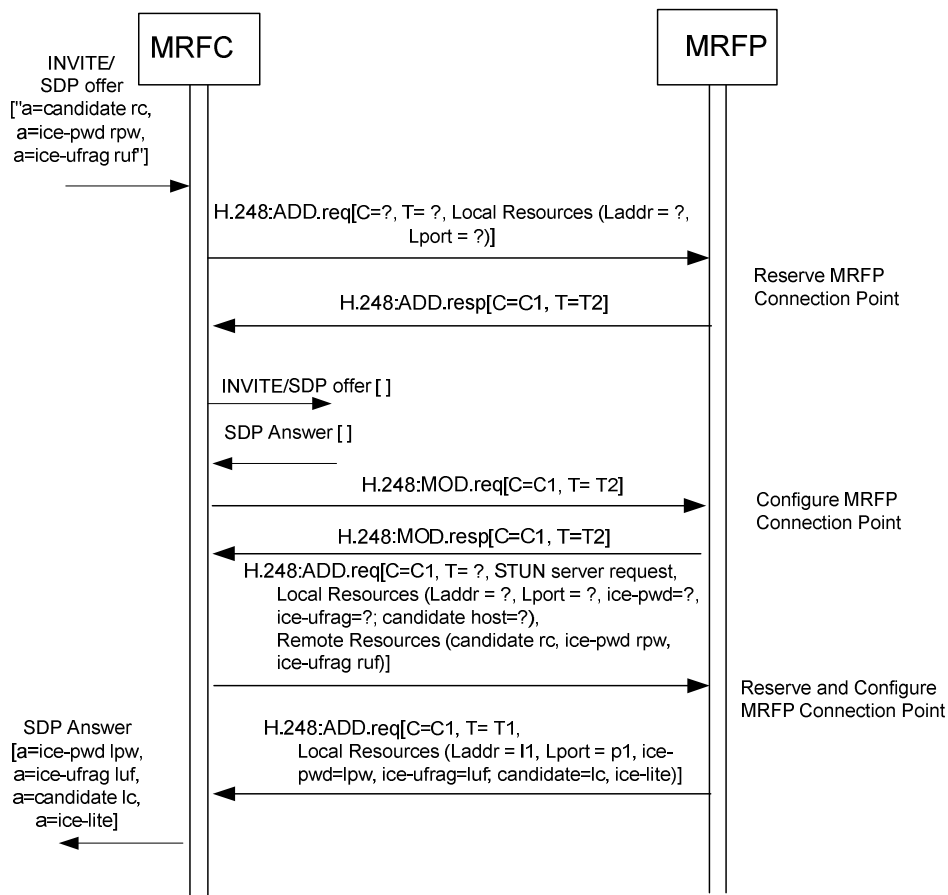 MRFC
MRFP
INVITE/
SDP offer
["a=candidate rc,
a=ice-pwd rpw,
a=ice-ufrag ruf"]
H.248:ADD.req[C=?, T= ?, Local Resources (Laddr = ?,
Lport = ?)]
Reserve MRFP
Connection Point
H.248:ADD.resp[C=C1, T=T2]
INVITE/SDP offer [ ]
SDP Answer [ ]
H.248:MOD.req[C=C1, T= T2]
Configure MRFP
Connection Point
H.248:MOD.resp[C=C1, T=T2]
H.248:ADD.req[C=C1, T= ?, STUN server request,
Local Resources (Laddr = ?, Lport = ?, ice-pwd=?,
ice-ufrag=?; candidate host=?),
Remote Resources (candidate rc, ice-pwd rpw,
ice-ufrag ruf)]
Reserve and Configure
MRFP Connection Point
H.248:ADD.req[C=C1, T= T1,
Local Resources (Laddr = l1, Lport = p1, ice-
pwd=lpw, ice-ufrag=luf; candidate=lc, ice-lite)]
SDP Answer
[a=ice-pwd lpw,
a=ice-ufrag luf,
a=candidate lc,
a=ice-lite]